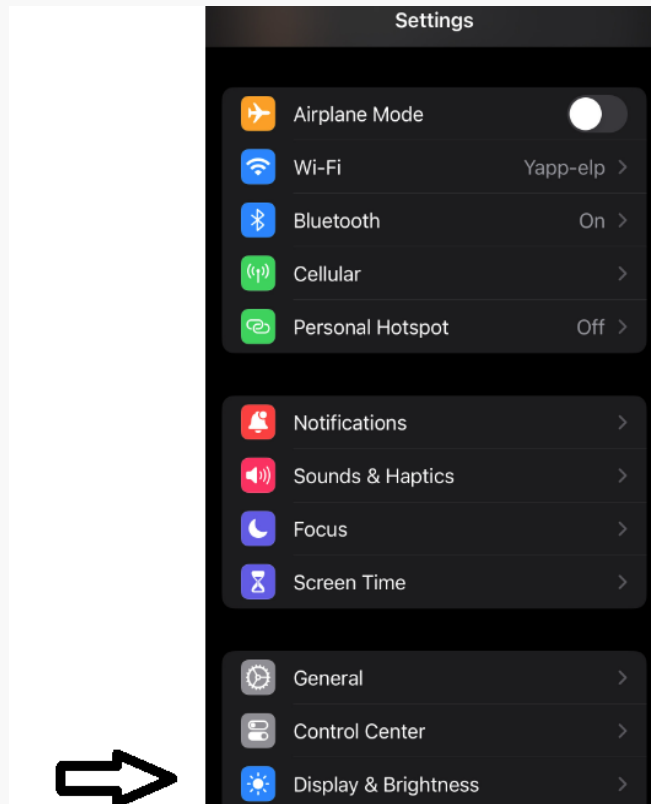 Settings
Airplane Mode
Wi-Fi Yapp-elp
Bluetooth On
Cellular
Personal Hotspot Off
Notifications
Sounds & Haptics
Focus
Screen Time
General
Control Center
Display & Brightness